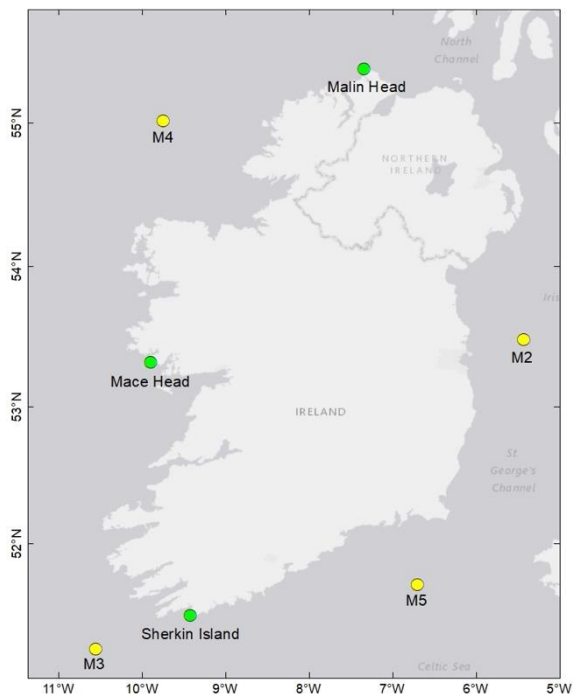 North
Channel
Malin Head
55°N
M4
NORTHERN
IRELAND
54°N
Iris
M2
Mace Head
53°N
IRELAND
St
George's
Channel
52°N
M5
Sherkin Island
M3
Celtic Sea
11°W 10°W 9°W 8°W 7°W 6°W 5°W